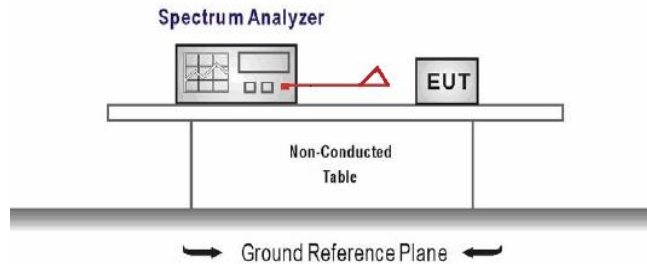 Spectrum Analyzer
EUT
Non-Conducted
Table
Ground Reference Plane